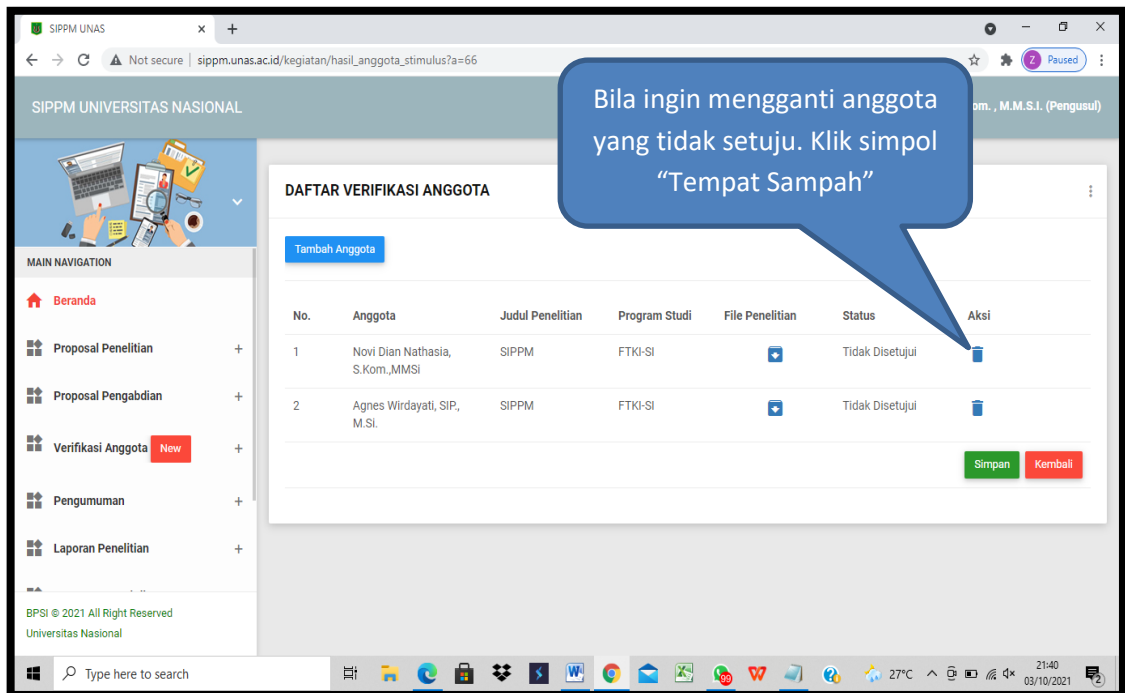 SIPPM UNAS
Not secure | sippm.unas.ac.id/kegiatan/hasil_anggota_stimulus?a=66
Z Paused
SIPPM UNIVERSITAS NASIONAL
om. , M.M.S.I. (Pengusul)
Bila ingin mengganti anggota
yang tidak setuju. Klik simpol
“Tempat Sampah”
MAIN NAVIGATION
Beranda
Proposal Penelitian +
Proposal Pengabdian +
Verifikasi Anggota New +
Pengumuman +
Laporan Penelitian +
BPSI © 2021 All Right Reserved
Universitas Nasional
DAFTAR VERIFIKASI ANGGOTA
Tambah Anggota
No. Anggota Judul Penelitian Program Studi File Penelitian Status Aksi
1 Novi Dian Nathasia, SIPPM FTKI-SI Tidak Disetujui
S.Kom.,MMSi
2 Agnes Wirdayati, SIP., SIPPM FTKI-SI Tidak Disetujui
M.Si.
Simpan Kembali
Type here to search
99
27°C
21:40
03/10/2021
2